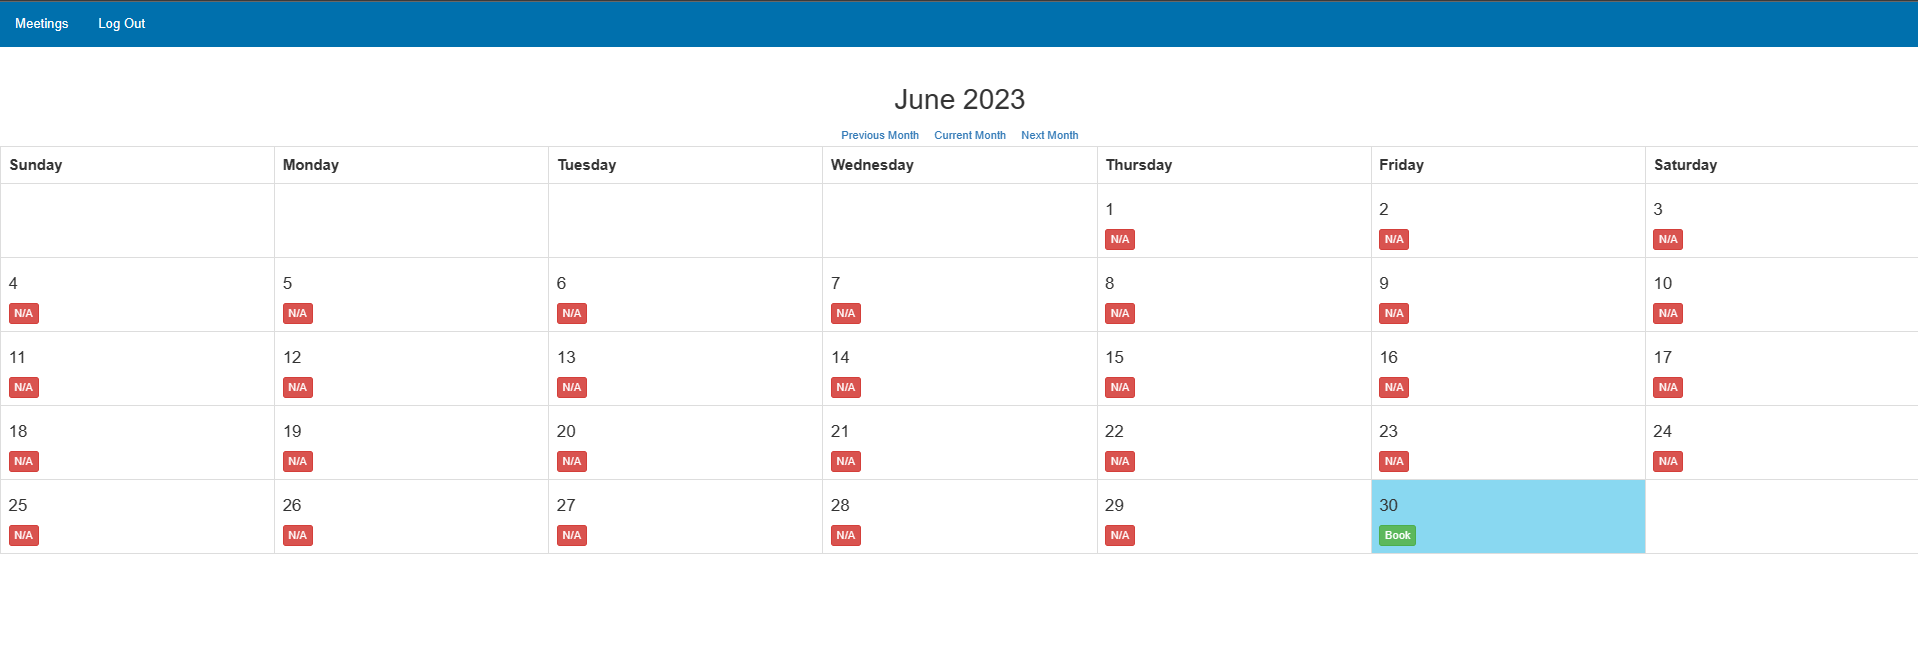 Meetings Log Out
June 2023
Previous Month Current Month Next Month
Sunday Monday Tuesday Wednesday Thursday Friday Saturday
1 2 3
N/A N/A N/A
4 5 6 7 8 9 10
N/A N/A N/A N/A N/A N/A N/A
11 12 13 14 15 16 17
N/A N/A N/A N/A N/A N/A N/A
18 19 20 21 22 23 24
N/A N/A N/A N/A N/A N/A N/A
25 26 27 28 29 30
N/A N/A N/A N/A N/A Book